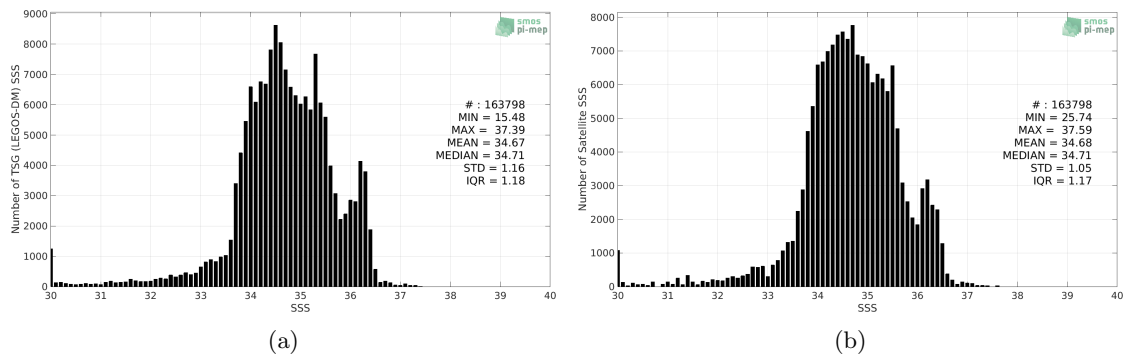 9000
8000
7000
6000
5000
4000
3000
2000
1000
0
Number of TSG (LEGOS-DM) SSS
smos
pi-mep
# : 163798
MIN = 15.48
MAX = 37.39
MEAN = 34.67
MEDIAN = 34.71
STD = 1.16
IQR = 1.18
30 31 32 33 34 35 36 37 38 39 40
SSS
(a)
8000
7000
6000
5000
4000
3000
2000
1000
0
Number of Satellite SSS
smos
pi-mep
# : 163798
MIN = 25.74
MAX = 37.59
MEAN = 34.68
MEDIAN = 34.71
STD = 1.05
IQR = 1.17
30 31 32 33 34 35 36 37 38 39 40
SSS
(b)